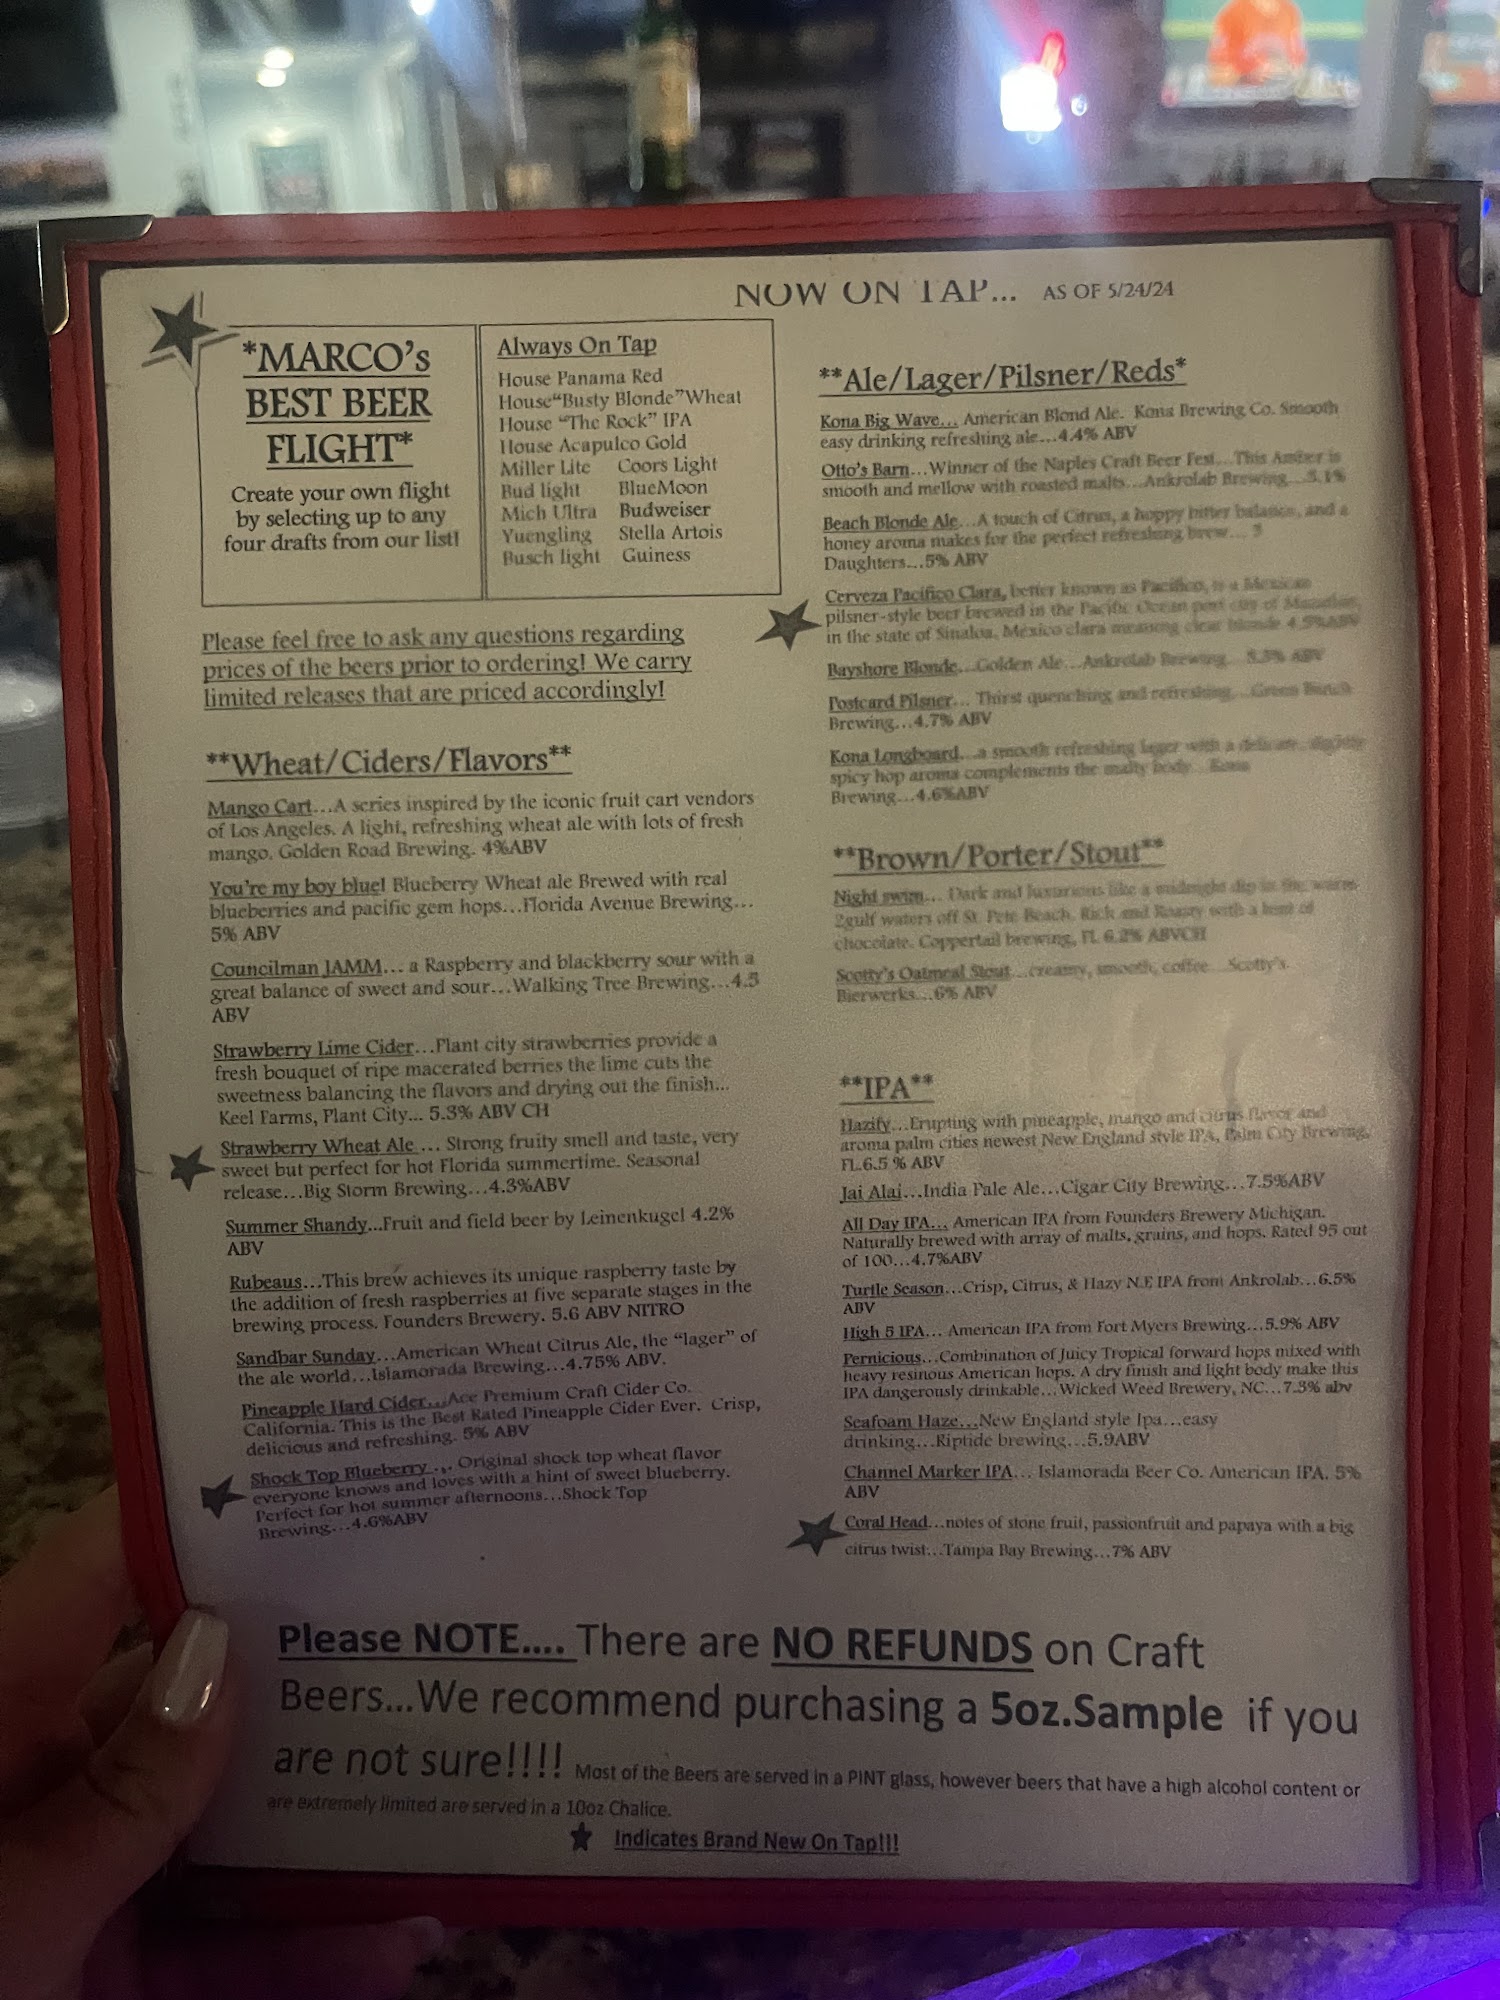 NOW ON TAP... AS OF 5/24/24
*MARCO's
BEST BEER
FLIGHT*
Create your own flight
by selecting up to any
four drafts from our list!
Always On Tap
House Panama Red
House“Busty Blonde”Wheat
House “The Rock” IPA
House Acapulco Gold
Miller Lite Coors Light
Bud light BlueMoon
Mich Ultra Budweiser
Yuengling Stella Artois
Busch light Guiness
Please feel free to ask any questions regarding
prices of the beers prior to ordering! We carry
limited releases that are priced accordingly!
**Wheat/Ciders/Flavors**
Mango Cart...A series inspired by the iconic fruit cart vendors
of Los Angeles. A light, refreshing wheat ale with lots of fresh
mango. Golden Road Brewing. 4%ABV
You're my boy blue! Blueberry Wheat ale Brewed with real
blueberries and pacific gem hops...Florida Avenue Brewing...
5% ABV
Councilman JAMM... a Raspberry and blackberry sour with a
great balance of sweet and sour...Walking Tree Brewing...4.5
ABV
Strawberry Lime Cider...Plant city strawberries provide a
fresh bouquet of ripe macerated berries the lime cuts the
sweetness balancing the flavors and drying out the finish...
Keel Farms, Plant City... 5.3% ABV CH
Strawberry Wheat Ale ... Strong fruity smell and taste, very
sweet but perfect for hot Florida summertime. Seasonal
release...Big Storm Brewing...4.3%ABV
Summer Shandy...Fruit and field beer by Leinenkugel 4.2%
ABV
Rubeaus...This brew achieves its unique raspberry taste by
the addition of fresh raspberries at five separate stages in the
brewing process. Founders Brewery. 5.6 ABV NITRO
Sandbar Sunday...American Wheat Citrus Ale, the “lager” of
the ale world...Islamorada Brewing...4.75% ABV.
Pineapple Hard Cider...Ace Premium Craft Cider Co.
California. This is the Best Rated Pineapple Cider Ever. Crisp,
delicious and refreshing. 5% ABV
Shock Top Blueberry ... Original shock top wheat flavor
everyone knows and loves with a hint of sweet blueberry.
Perfect for hot summer afternoons...Shock Top
Brewing...4.6%ABV
**Ale/Lager/Pilsner/Reds*
Kona Big Wave... American Blond Ale. Kona Brewing Co. Smooth
easy drinking refreshing ale...4.4% ABV
Otto's Barn...Winner of the Naples Craft Beer Fest...This Amber is
smooth and mellow with roasted malts...Ankrolab Brewing...5.1%
Beach Blonde Ale...A touch of Citrus, a hoppy bitter balance, and a
honey aroma makes for the perfect refreshing brew... 3
Daughters...5% ABV
Cerveza Pacifico Clara, better known as Pacifico, is a Mexican
pilsner-style beer brewed in the Pacific Ocean port city of Mazatlan,
in the state of Sinaloa, México clara meaning clear blonde 4.5%ABV
Bayshore Blonde...Golden Ale...Ankrolab Brewing... ABV
Postcard Pilsner... Thirst quenching and refreshing...Green Bench
Brewing...4.7% ABV
Kona Longboard...a smooth refreshing lager with a delicate, slightly
spicy hop aroma complements the malty body...Kona
Brewing...4.6%ABV
**Brown/Porter/Stout**
Night swim... Dark and luxurious like a midnight dip in the warm
2gulf waters off St. Pete Beach. Rich and Roasty with a hint of
chocolate. Coppertail brewing, FL 6.2% ABVCH
Scotty's Oatmeal Stout...creamy, smooth, coffee...Scotty's
Bierwerks...6% ABV
**IPA**
Hazify...Erupting with pineapple, mango and citrus flavor and
aroma palm cities newest New England style IPA, Palm City Brewing,
FL.6.5 % ABV
Jai Alai...India Pale Ale...Cigar City Brewing...7.5%ABV
All Day IPA... American IPA from Founders Brewery Michigan.
Naturally brewed with array of malts, grains, and hops. Rated 95 out
of 100...4.7%ABV
Turtle Season...Crisp, Citrus, & Hazy N.E IPA from Ankrolab...6.5%
ABV
High 5 IPA... American IPA from Fort Myers Brewing...5.9% ABV
Pernicious...Combination of Juicy Tropical forward hops mixed with
heavy resinous American hops. A dry finish and light body make this
IPA dangerously drinkable...Wicked Weed Brewery, NC...7.3% abv
Seafoam Haze...New England style Ipa...easy
drinking...Riptide brewing...5.9ABV
Channel Marker IPA... Islamorada Beer Co. American IPA. 5%
ABV
Coral Head...notes of stone fruit, passionfruit and papaya with a big
citrus twist...Tampa Bay Brewing...7% ABV
Please NOTE.... There are NO REFUNDS on Craft
Beers...We recommend purchasing a 5oz.Sample if you
are not sure!!!! Most of the Beers are served in a PINT glass, however beers that have a high alcohol content or
are extremely limited are served in a 10oz Chalice.
Indicates Brand New On Tap!!!